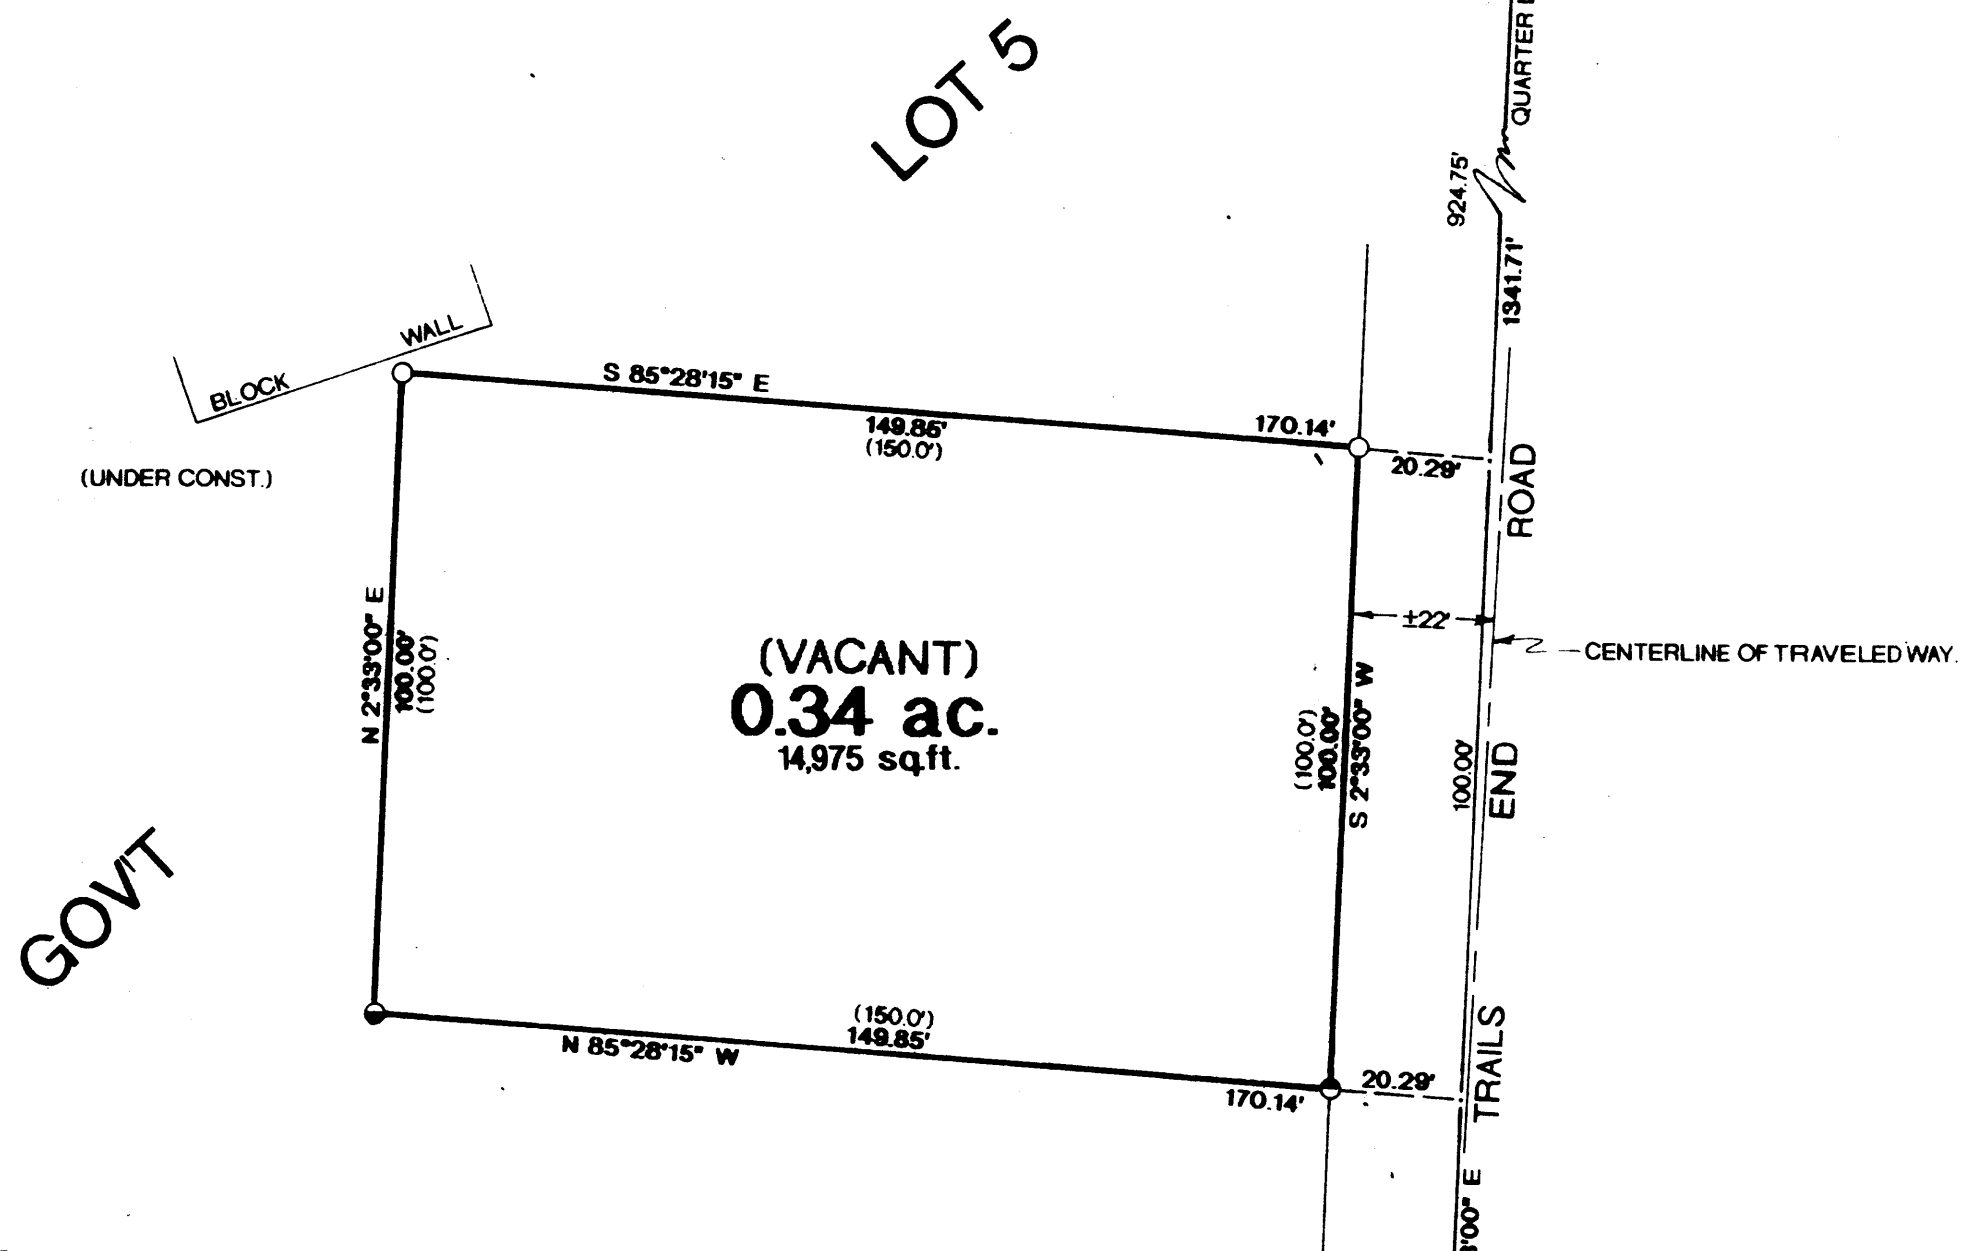 LOT 5
QUARTER
924.75'
1341.71'
BLOCK WALL
(UNDER CONST.)
S 85°28'15" E
149.85'
(150.0')
170.14'
20.29'
ROAD
N 2°33'00" E
100.00'
(100.0')
(VACANT)
0.34 ac.
14,975 sq.ft.
±22'
CENTERLINE OF TRAVELED WAY.
(100.0')
100.00'
S 2°33'00" W
100.00'
END
GOV'T
(150.0')
149.85'
N 85°28'15" W
170.14'
20.29'
TRAILS
'00" E